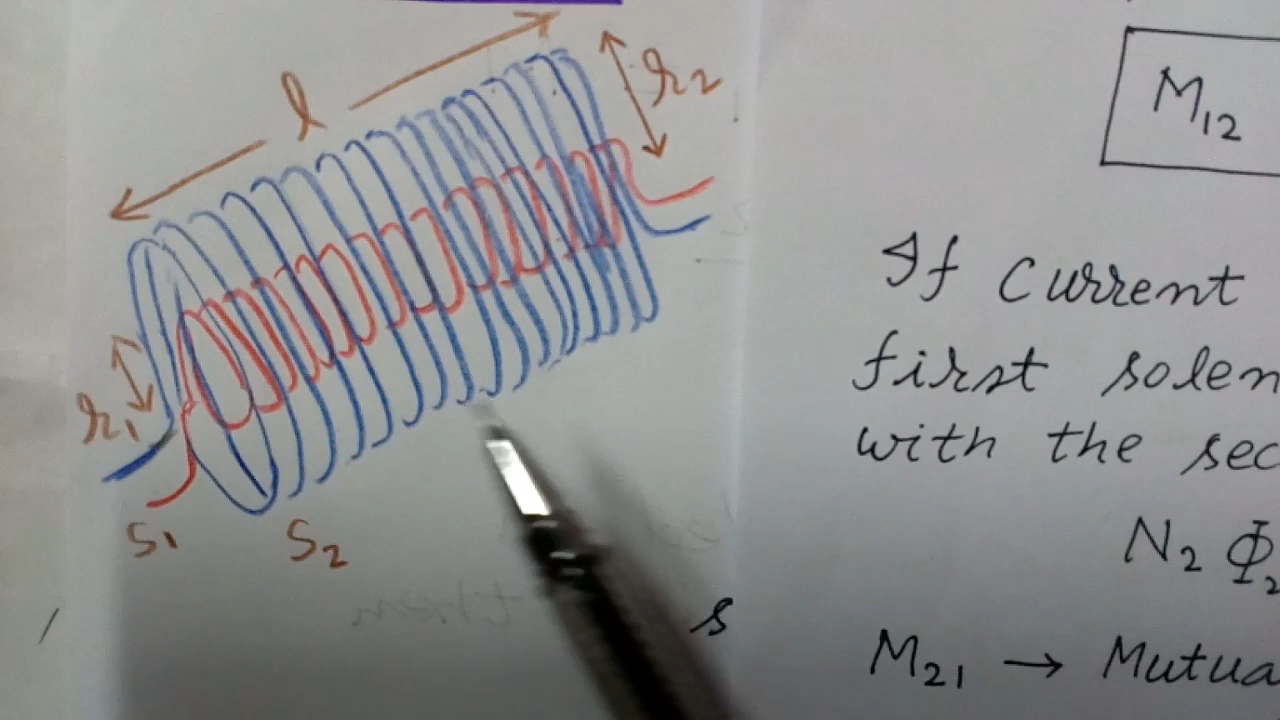 l
r₂
r₁
S₁
S₂
M₁₂
If Current
first solen
with the sec
N₂ Φ₂
s
M₂₁ → Mutua